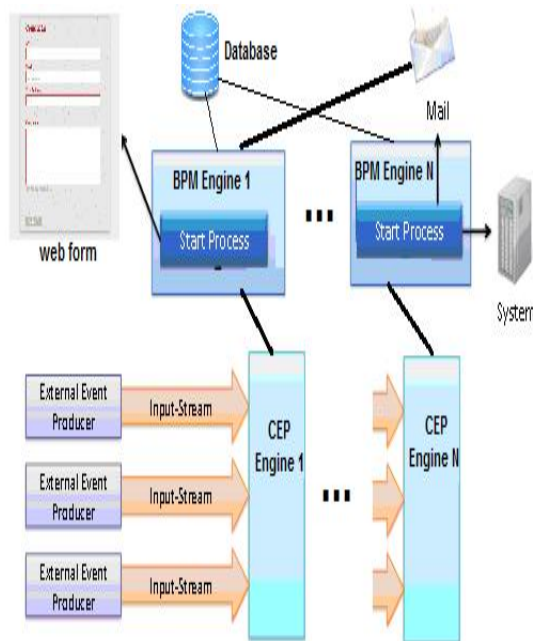 Database
Mail
web form
BPM Engine 1
Start Process
...
BPM Engine N
Start Process
System
External Event
Producer
Input-Stream
External Event
Producer
Input-Stream
External Event
Producer
Input-Stream
CEP
Engine 1
...
CEP
Engine N